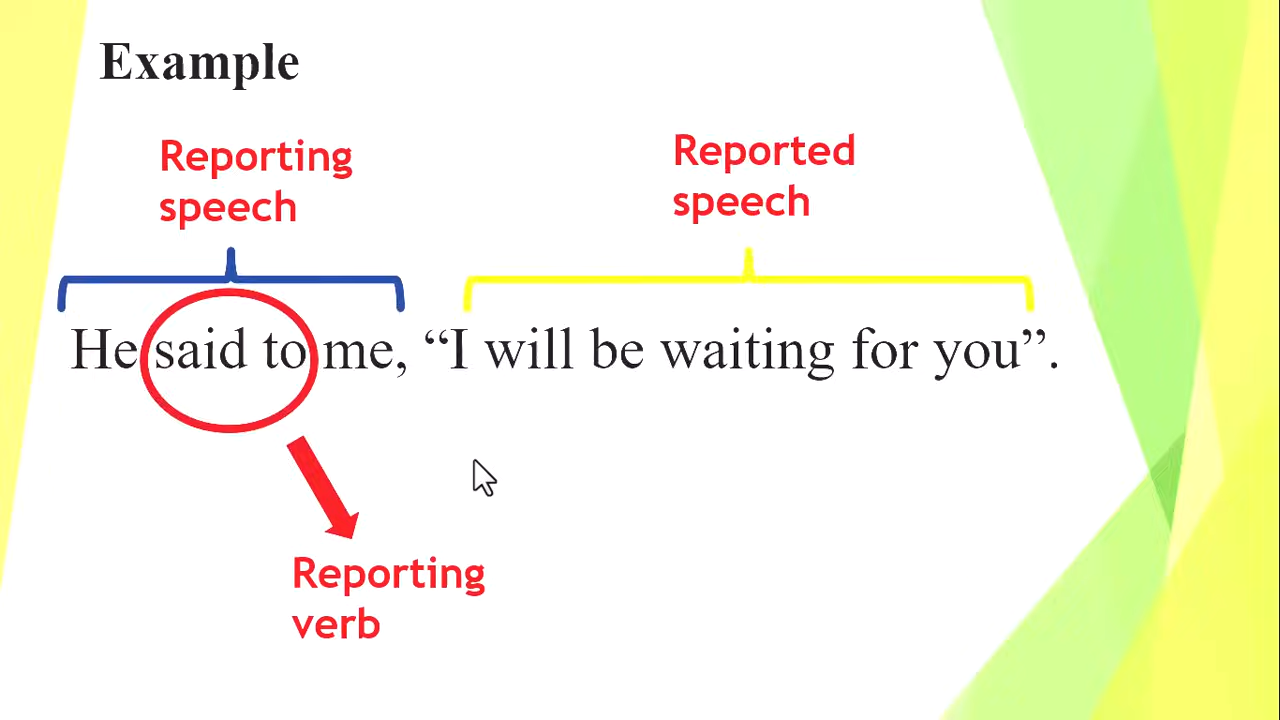 Example
Reporting
speech
Reported
speech
He said to me, “I will be waiting for you”.
Reporting
verb